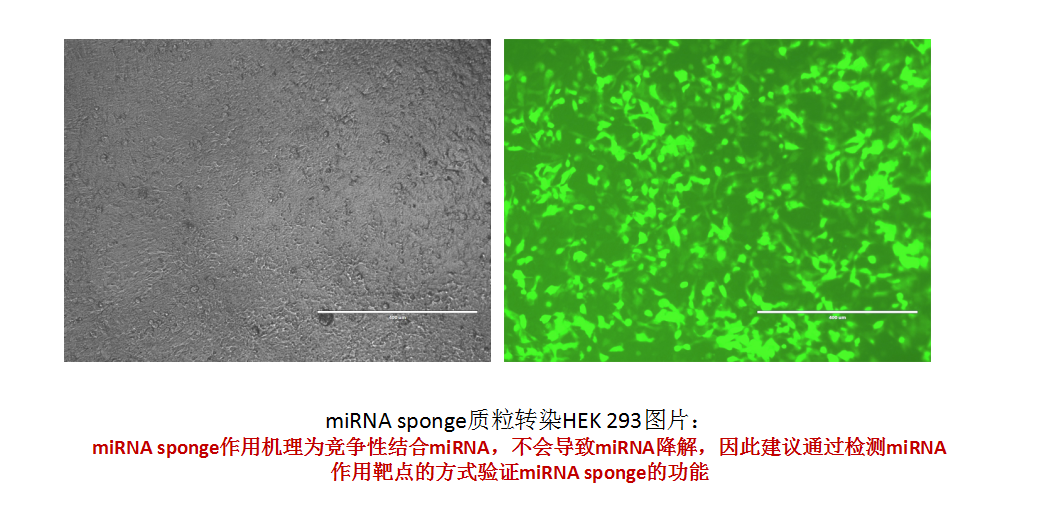 400 um
400 um
miRNA sponge质粒转染HEK 293图片：
miRNA sponge作用机理为竞争性结合miRNA，不会导致miRNA降解，因此建议通过检测miRNA
作用靶点的方式验证miRNA sponge的功能